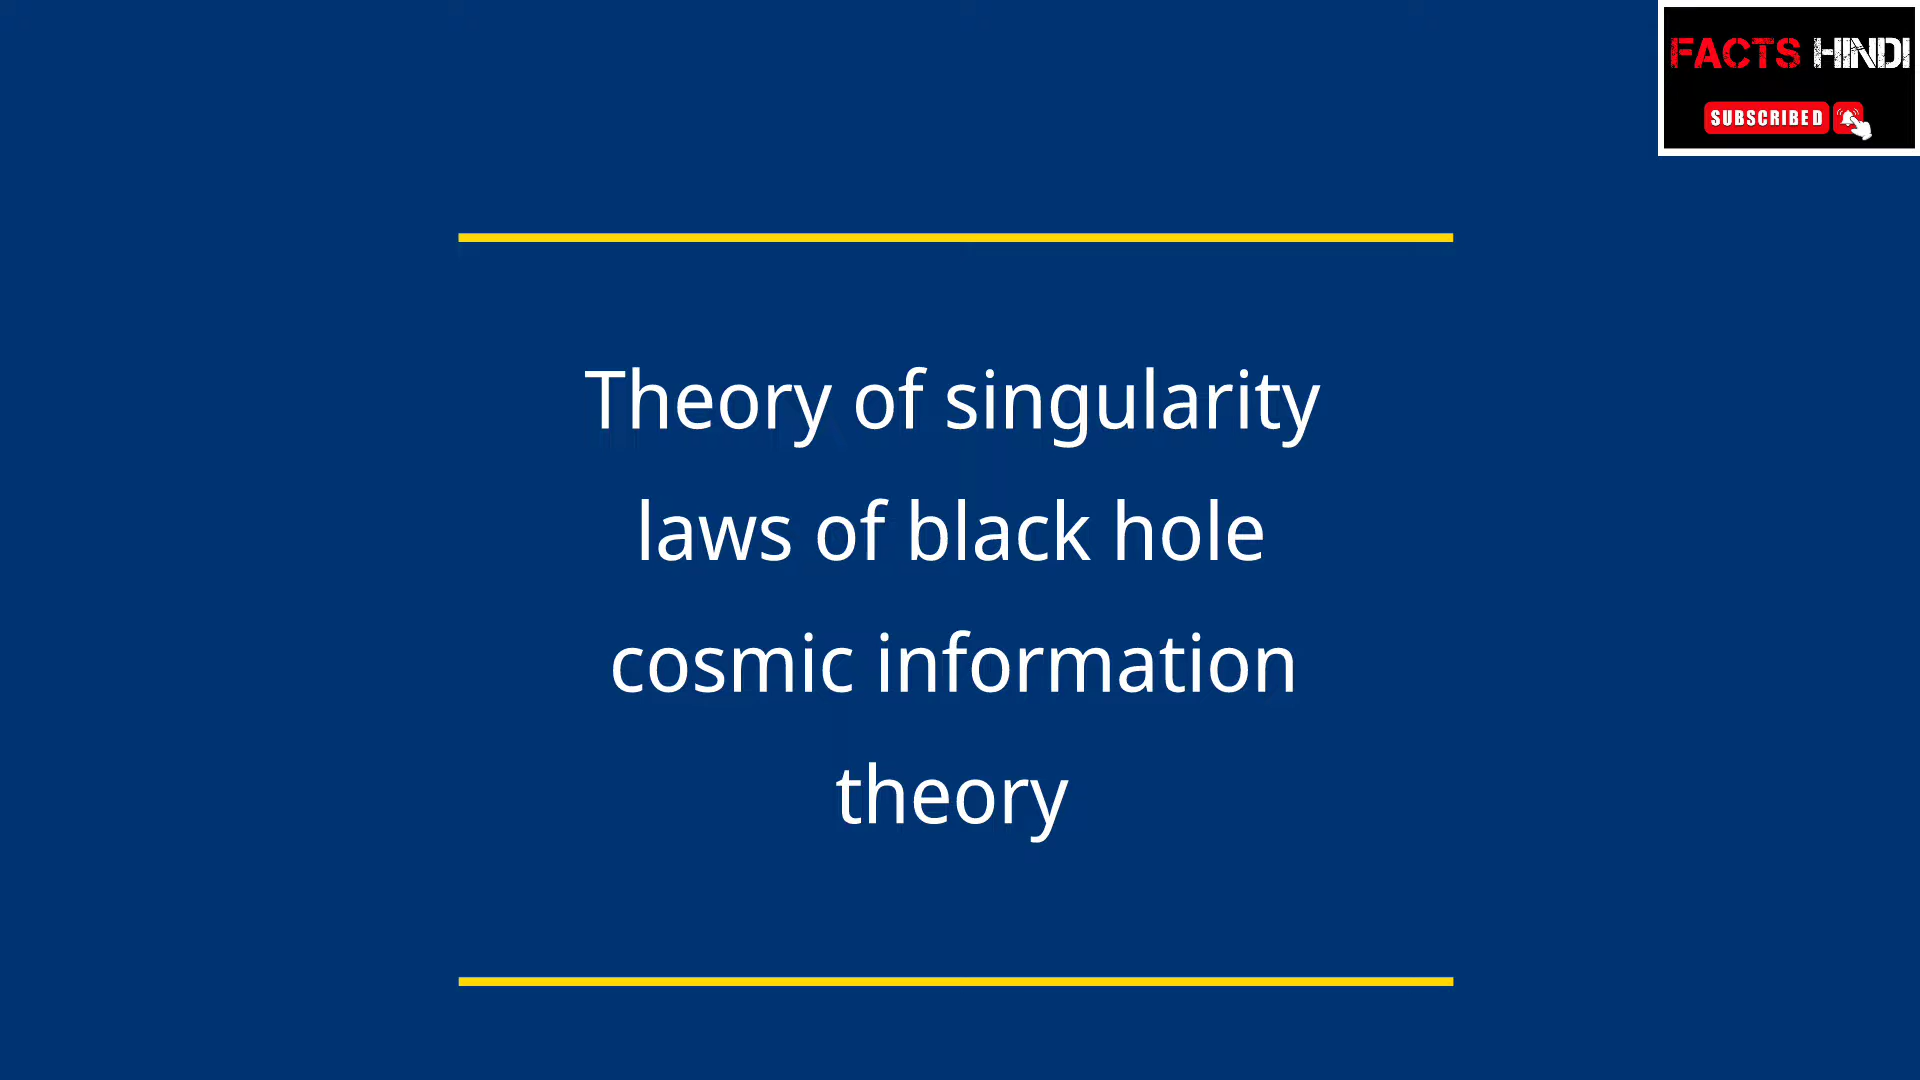 FACTS HINDI
SUBSCRIBED
Theory of singularity
laws of black hole
cosmic information
theory